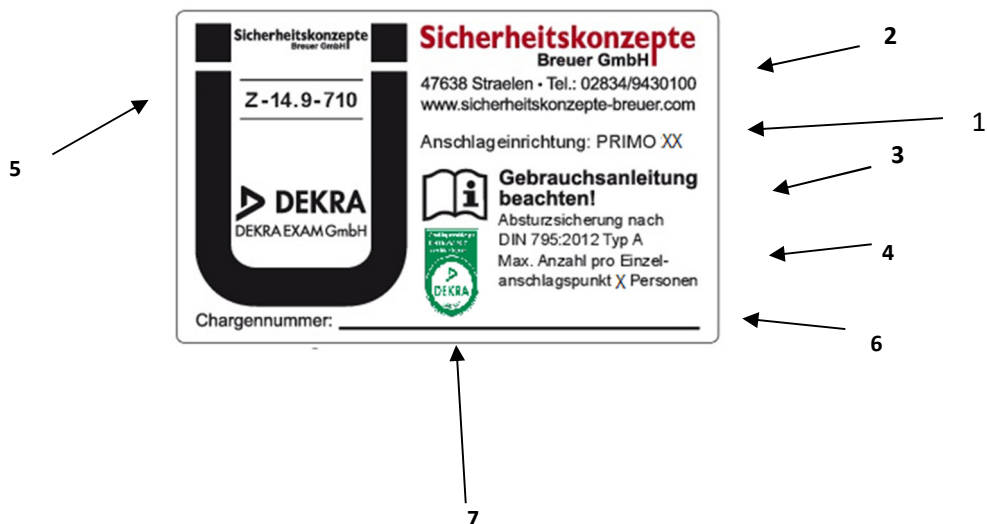 Sicherheitskonzepte
Breuer GmbH
Z-14.9-710
DEKRA
DEKRA EXAM GmbH
Sicherheitskonzepte
Breuer GmbH
47638 Straelen • Tel.: 02834/9430100
www.sicherheitskonzepte-breuer.com
Anschlageinrichtung: PRIMO XX
Gebrauchsanleitung
beachten!
Absturzsicherung nach
DIN 795:2012 Typ A
Max. Anzahl pro Einzel-
anschlagspunkt X Personen
DEKRA
Chargennummer:
2
1
3
5
4
6
7